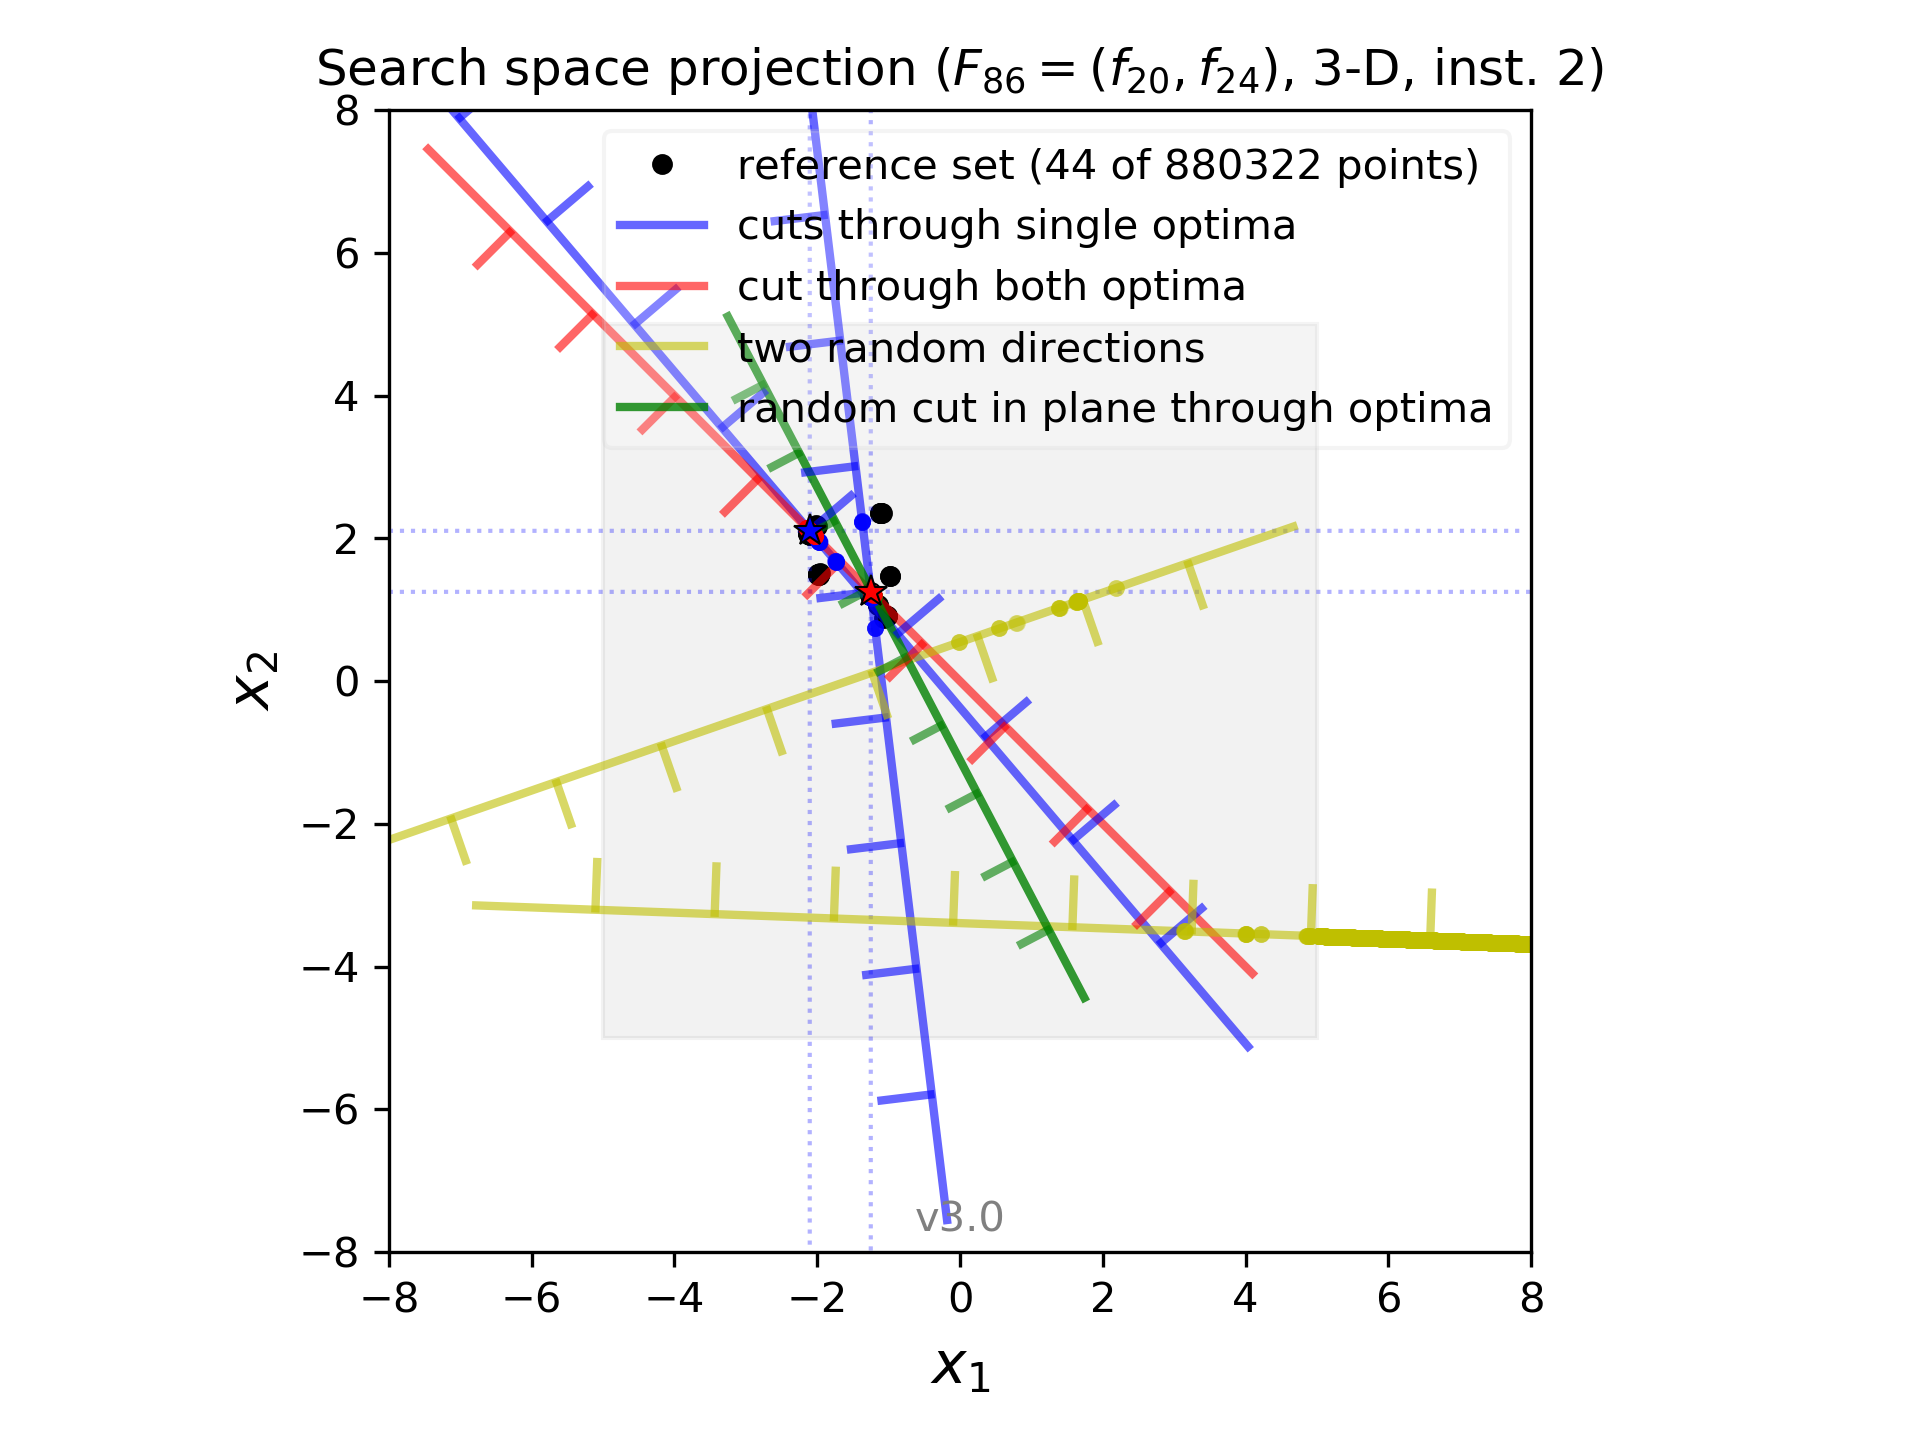 Search space projection (F86 = (f20, f24), 3-D, inst. 2)
reference set (44 of 880322 points)
cuts through single optima
cut through both optima
two random directions
random cut in plane through optima
8
6
4
2
0
−2
−4
−6
−8
x2
v3.0
−8 −6 −4 −2 0 2 4 6 8
x1